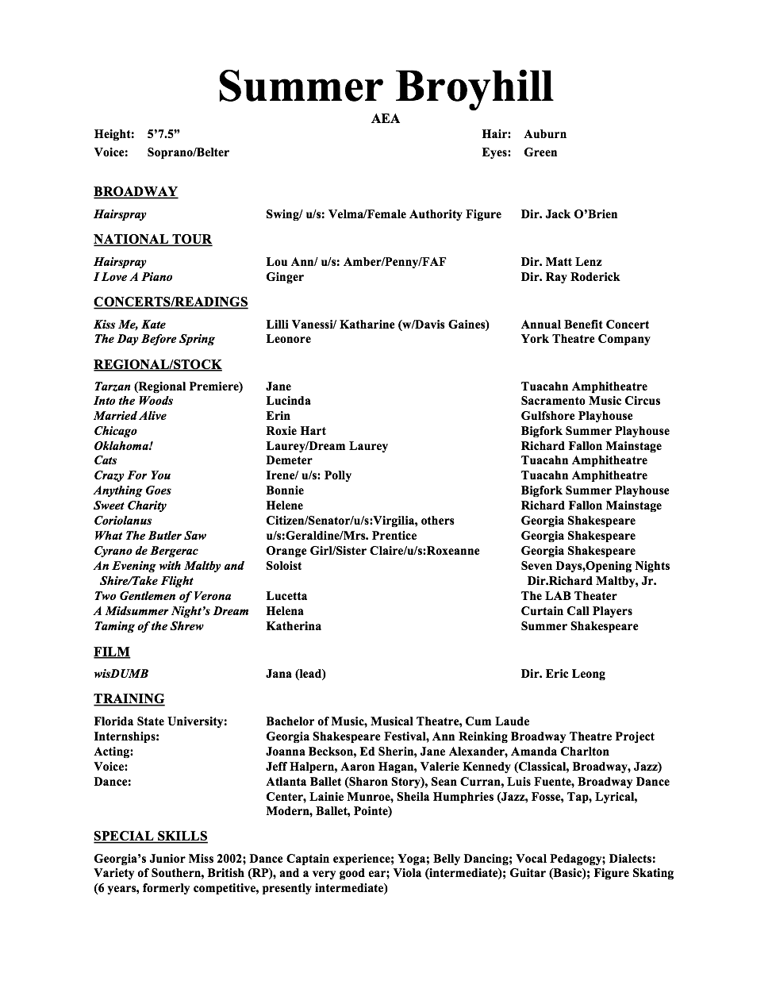 Summer Broyhill
AEA
Height: 5’7.5” Hair: Auburn
Voice: Soprano/Belter Eyes: Green
BROADWAY
Hairspray Swing/ u/s: Velma/Female Authority Figure Dir. Jack O’Brien
NATIONAL TOUR
Hairspray Lou Ann/ u/s: Amber/Penny/FAF Dir. Matt Lenz
I Love A Piano Ginger Dir. Ray Roderick
CONCERTS/READINGS
Kiss Me, Kate Lilli Vanessi/ Katharine (w/Davis Gaines) Annual Benefit Concert
The Day Before Spring Leonore York Theatre Company
REGIONAL/STOCK
Tarzan (Regional Premiere) Jane Tuacahn Amphitheatre
Into the Woods Lucinda Sacramento Music Circus
Married Alive Erin Gulfshore Playhouse
Chicago Roxie Hart Bigfork Summer Playhouse
Oklahoma! Laurey/Dream Laurey Richard Fallon Mainstage
Cats Demeter Tuacahn Amphitheatre
Crazy For You Irene/ u/s: Polly Tuacahn Amphitheatre
Anything Goes Bonnie Bigfork Summer Playhouse
Sweet Charity Helene Richard Fallon Mainstage
Coriolanus Citizen/Senator/u/s:Virgilia, others Georgia Shakespeare
What The Butler Saw u/s:Geraldine/Mrs. Prentice Georgia Shakespeare
Cyrano de Bergerac Orange Girl/Sister Claire/u/s:Roxeanne Georgia Shakespeare
An Evening with Maltby and Soloist Seven Days,Opening Nights
Shire/Take Flight Dir.Richard Maltby, Jr.
Two Gentlemen of Verona Lucetta The LAB Theater
A Midsummer Night’s Dream Helena Curtain Call Players
Taming of the Shrew Katherina Summer Shakespeare
FILM
wisDUMB Jana (lead) Dir. Eric Leong
TRAINING
Florida State University: Bachelor of Music, Musical Theatre, Cum Laude
Internships: Georgia Shakespeare Festival, Ann Reinking Broadway Theatre Project
Acting: Joanna Beckson, Ed Sherin, Jane Alexander, Amanda Charlton
Voice: Jeff Halpern, Aaron Hagan, Valerie Kennedy (Classical, Broadway, Jazz)
Dance: Atlanta Ballet (Sharon Story), Sean Curran, Luis Fuente, Broadway Dance
Center, Lainie Munroe, Sheila Humphries (Jazz, Fosse, Tap, Lyrical,
Modern, Ballet, Pointe)
SPECIAL SKILLS
Georgia’s Junior Miss 2002; Dance Captain experience; Yoga; Belly Dancing; Vocal Pedagogy; Dialects:
Variety of Southern, British (RP), and a very good ear; Viola (intermediate); Guitar (Basic); Figure Skating
(6 years, formerly competitive, presently intermediate)